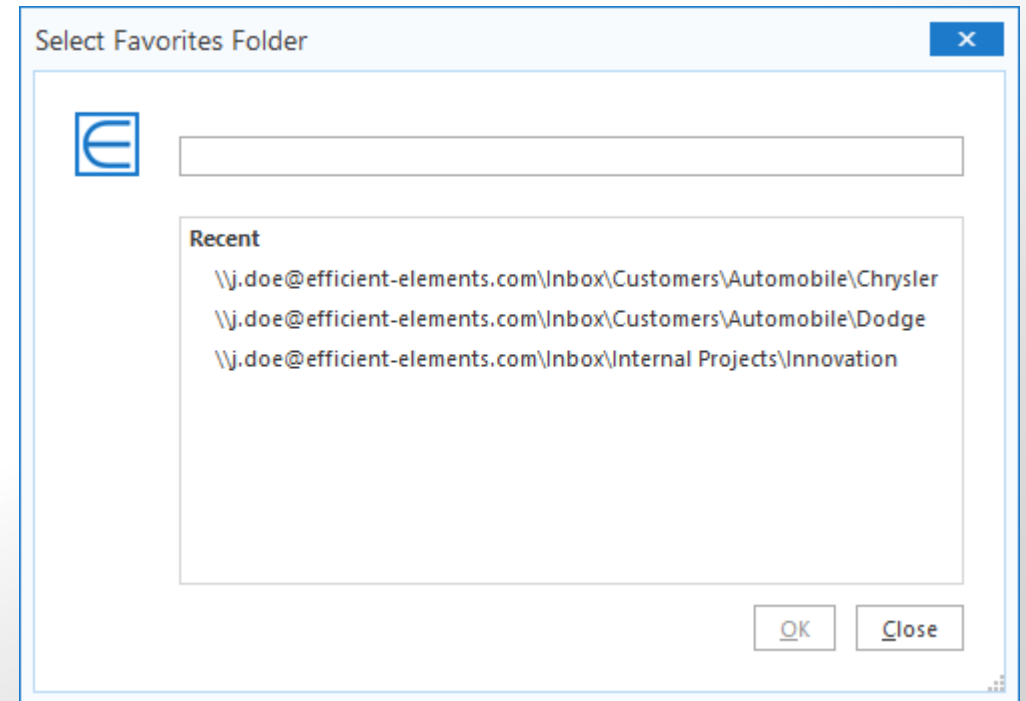 Select Favorites Folder
Recent
\\j.doe@efficient-elements.com\Inbox\Customers\Automobile\Chrysler
\\j.doe@efficient-elements.com\Inbox\Customers\Automobile\Dodge
\\j.doe@efficient-elements.com\Inbox\Internal Projects\Innovation
OK Close